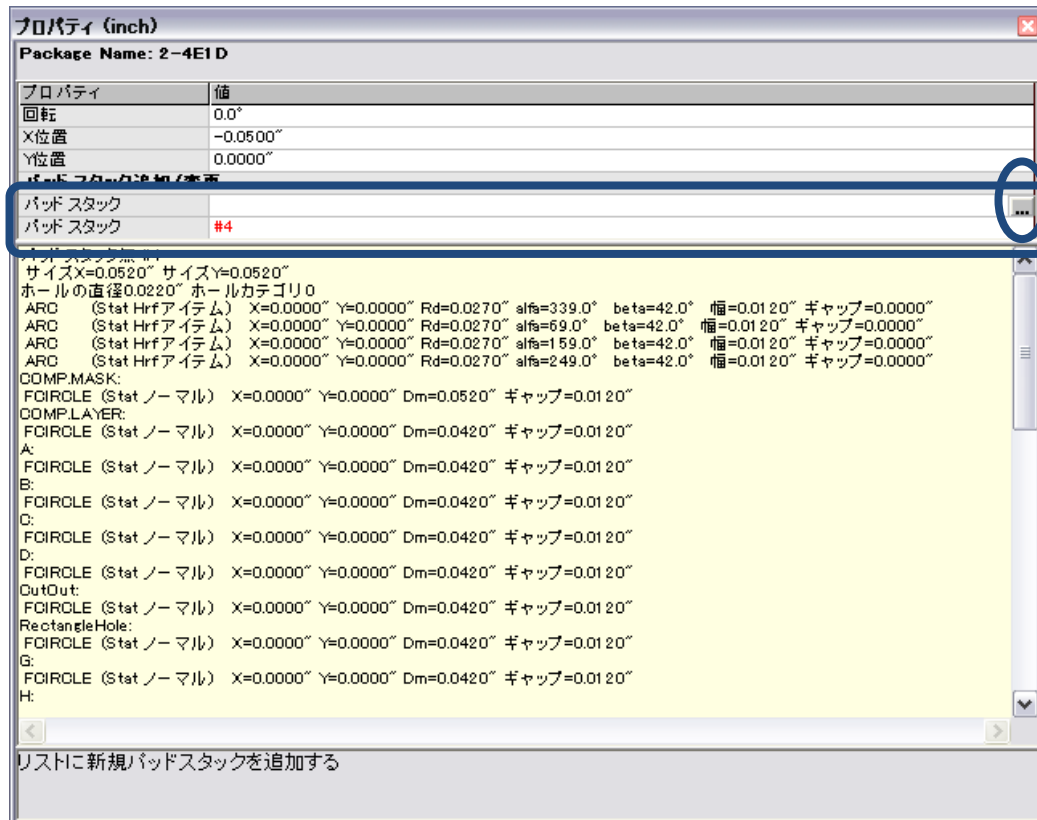 プロパティ (inch)
Package Name: 2-4E1D
プロパティ 値
回転 0.0°
X位置 -0.0500"
Y位置 0.0000"
パッド スタック追加/変更
パッド スタック ...
パッド スタック #4
サイズX=0.0520" サイズY=0.0520"
ホールの直径0.0220" ホールカテゴリ0
ARC (Stat Hrfアイテム) X=0.0000" Y=0.0000" Rd=0.0270" alfa=339.0° beta=42.0° 幅=0.0120" ギャップ=0.0000"
ARC (Stat Hrfアイテム) X=0.0000" Y=0.0000" Rd=0.0270" alfa=69.0° beta=42.0° 幅=0.0120" ギャップ=0.0000"
ARC (Stat Hrfアイテム) X=0.0000" Y=0.0000" Rd=0.0270" alfa=159.0° beta=42.0° 幅=0.0120" ギャップ=0.0000"
ARC (Stat Hrfアイテム) X=0.0000" Y=0.0000" Rd=0.0270" alfa=249.0° beta=42.0° 幅=0.0120" ギャップ=0.0000"
COMP.MASK:
FCIRCLE (Stat ノーマル) X=0.0000" Y=0.0000" Dm=0.0520" ギャップ=0.0120"
COMP.LAYER:
FCIRCLE (Stat ノーマル) X=0.0000" Y=0.0000" Dm=0.0420" ギャップ=0.0120"
A:
FCIRCLE (Stat ノーマル) X=0.0000" Y=0.0000" Dm=0.0420" ギャップ=0.0120"
B:
FCIRCLE (Stat ノーマル) X=0.0000" Y=0.0000" Dm=0.0420" ギャップ=0.0120"
C:
FCIRCLE (Stat ノーマル) X=0.0000" Y=0.0000" Dm=0.0420" ギャップ=0.0120"
D:
FCIRCLE (Stat ノーマル) X=0.0000" Y=0.0000" Dm=0.0420" ギャップ=0.0120"
CutOut:
FCIRCLE (Stat ノーマル) X=0.0000" Y=0.0000" Dm=0.0420" ギャップ=0.0120"
RectangleHole:
FCIRCLE (Stat ノーマル) X=0.0000" Y=0.0000" Dm=0.0420" ギャップ=0.0120"
G:
FCIRCLE (Stat ノーマル) X=0.0000" Y=0.0000" Dm=0.0420" ギャップ=0.0120"
H:
リストに新規パッドスタックを追加する